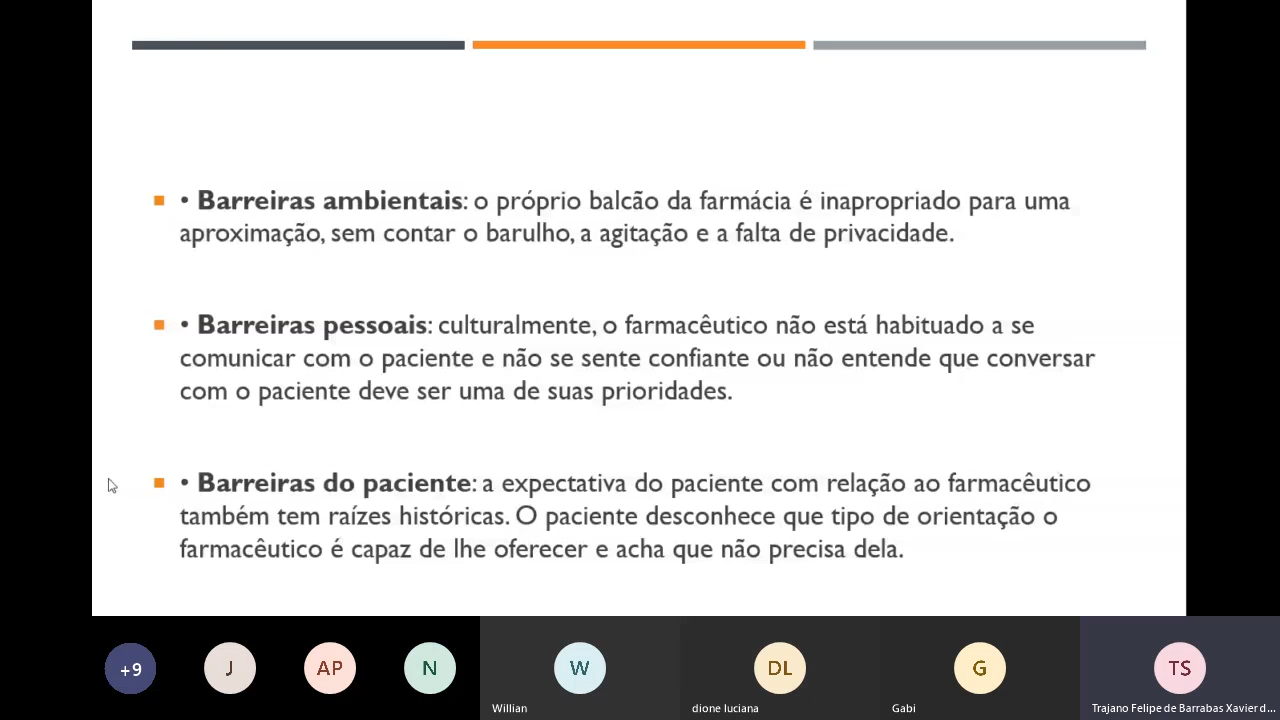 • Barreiras ambientais: o próprio balcão da farmácia é inapropriado para uma
aproximação, sem contar o barulho, a agitação e a falta de privacidade.
• Barreiras pessoais: culturalmente, o farmacêutico não está habituado a se
comunicar com o paciente e não se sente confiante ou não entende que conversar
com o paciente deve ser uma de suas prioridades.
• Barreiras do paciente: a expectativa do paciente com relação ao farmacêutico
também tem raízes históricas. O paciente desconhece que tipo de orientação o
farmacêutico é capaz de lhe oferecer e acha que não precisa dela.
+9
J
AP
N
W
DL
G
TS
Willian
dione luciana
Gabi
Trajano Felipe de Barrabas Xavier d...